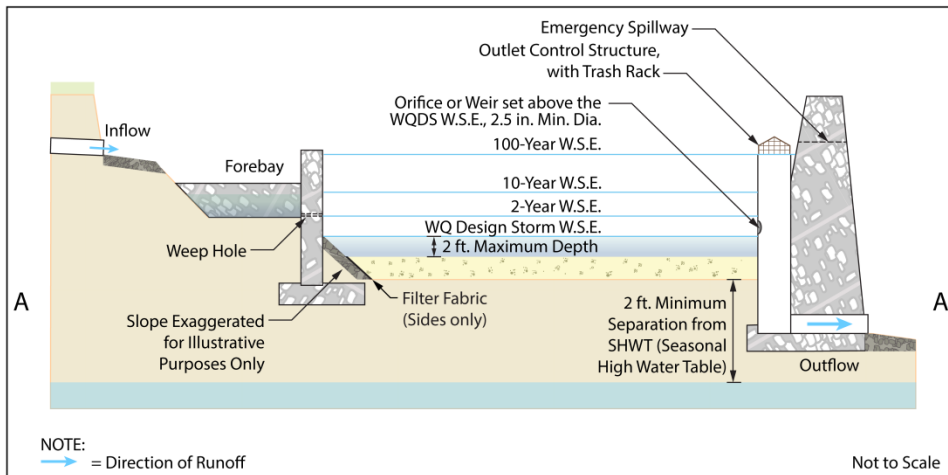 Emergency Spillway
Outlet Control Structure,
with Trash Rack
Orifice or Weir set above the
WQDS W.S.E., 2.5 in. Min. Dia.
Inflow
100-Year W.S.E.
Forebay
10-Year W.S.E.
2-Year W.S.E.
WQ Design Storm W.S.E.
Weep Hole
2 ft. Maximum Depth
A
Slope Exaggerated
for Illustrative
Purposes Only
Filter Fabric
(Sides only)
2 ft. Minimum
Separation from
SHWT (Seasonal
High Water Table)
A
Outflow
NOTE:
= Direction of Runoff
Not to Scale